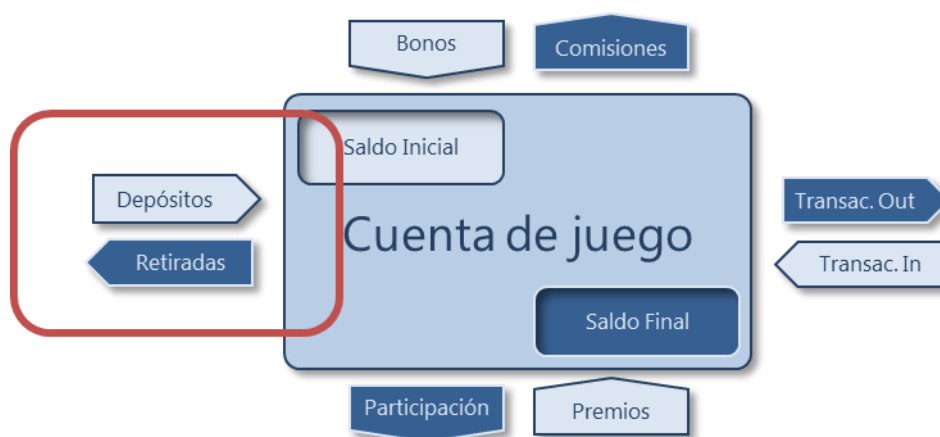 Bonos
Comisiones
Saldo Inicial
Depósitos
Transac. Out
Cuenta de juego
Retiradas
Transac. In
Saldo Final
Participación
Premios